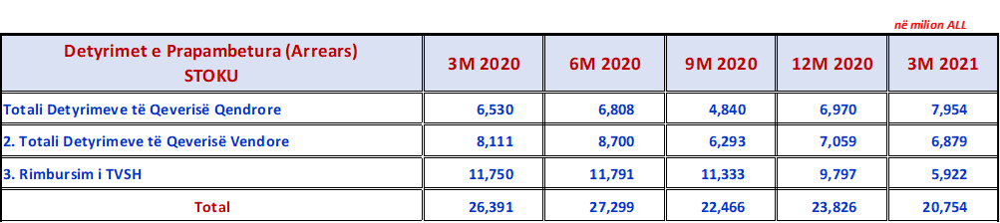 në milion ALL
Detyrimet e Prapambetura (Arrears) STOKU 3M 2020 6M 2020 9M 2020 12M 2020 3M 2021
Totali Detyrimeve të Qeverisë Qendrore 6,530 6,808 4,840 6,970 7,954
2. Totali Detyrimeve të Qeverisë Vendore 8,111 8,700 6,293 7,059 6,879
3. Rimbursim i TVSH 11,750 11,791 11,333 9,797 5,922
Total 26,391 27,299 22,466 23,826 20,754